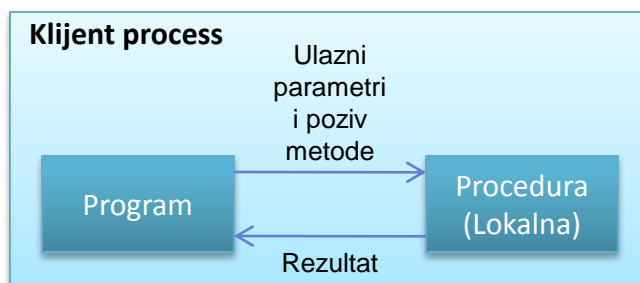 Klijent process
Ulazni
parametri
i poziv
metode
Program
Procedura
(Lokalna)
Rezultat